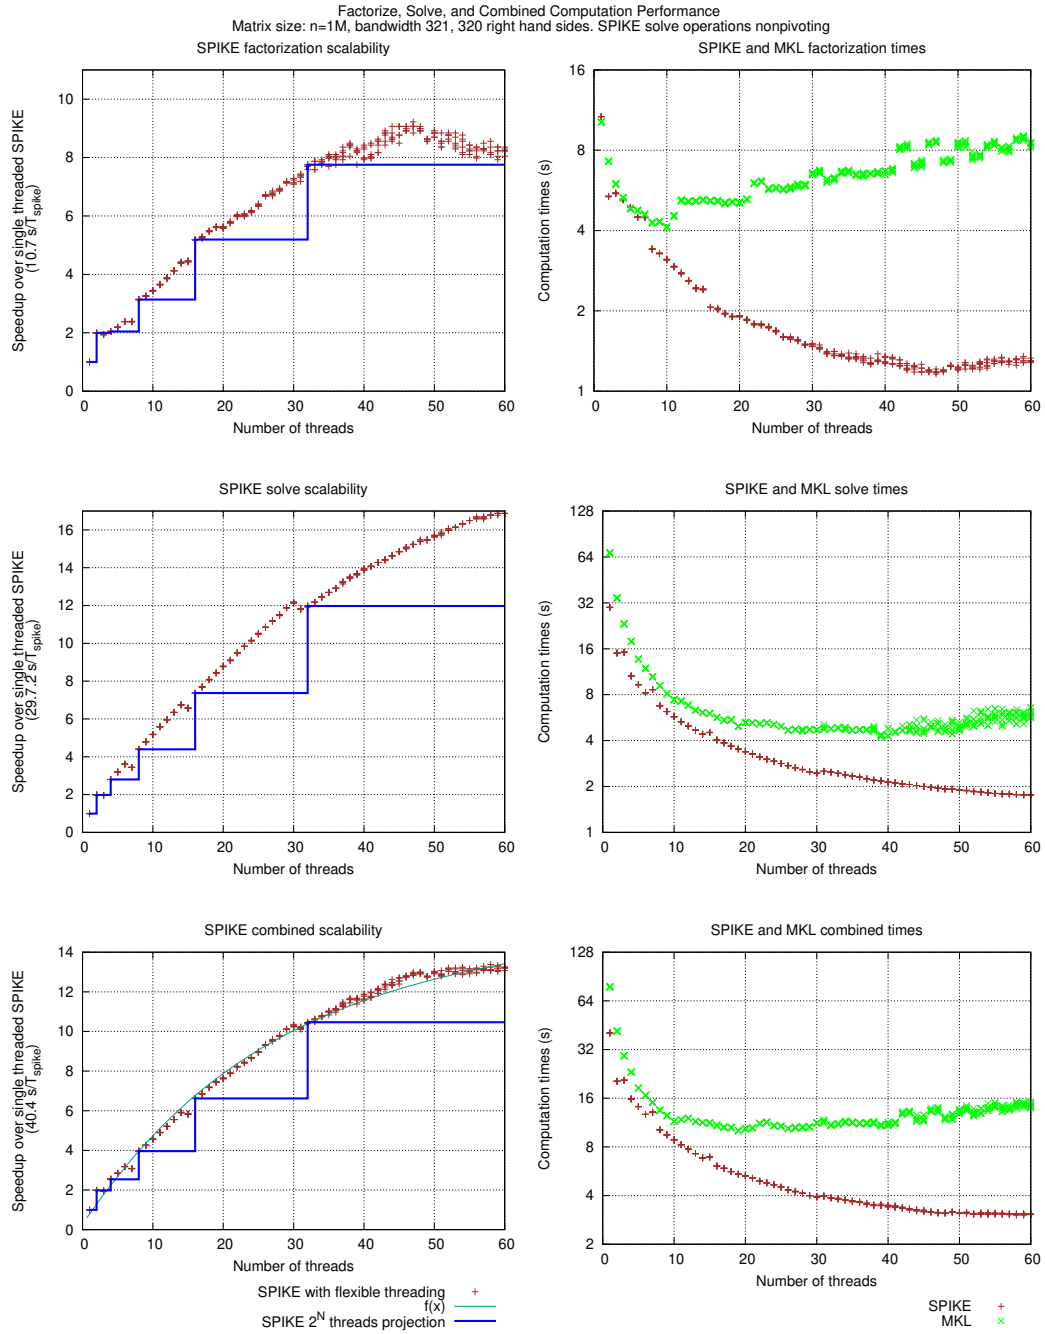 Factorize, Solve, and Combined Computation Performance
Matrix size: n=1M, bandwidth 321, 320 right hand sides. SPIKE solve operations nonpivoting
SPIKE factorization scalability
Speedup over single threaded SPIKE
(10.7 s/T_spike)
10
8
6
4
2
0
0 10 20 30 40 50 60
Number of threads
SPIKE and MKL factorization times
Computation times (s)
16
8
4
2
1
0 10 20 30 40 50 60
Number of threads
SPIKE solve scalability
Speedup over single threaded SPIKE
(29.7.2 s/T_spike)
16
14
12
10
8
6
4
2
0
0 10 20 30 40 50 60
Number of threads
SPIKE and MKL solve times
Computation times (s)
128
64
32
16
8
4
2
1
0 10 20 30 40 50 60
Number of threads
SPIKE combined scalability
Speedup over single threaded SPIKE
(40.4 s/T_spike)
14
12
10
8
6
4
2
0
0 10 20 30 40 50 60
Number of threads
SPIKE with flexible threading
f(x)
SPIKE 2^N threads projection
SPIKE and MKL combined times
Computation times (s)
128
64
32
16
8
4
2
0 10 20 30 40 50 60
Number of threads
SPIKE
MKL